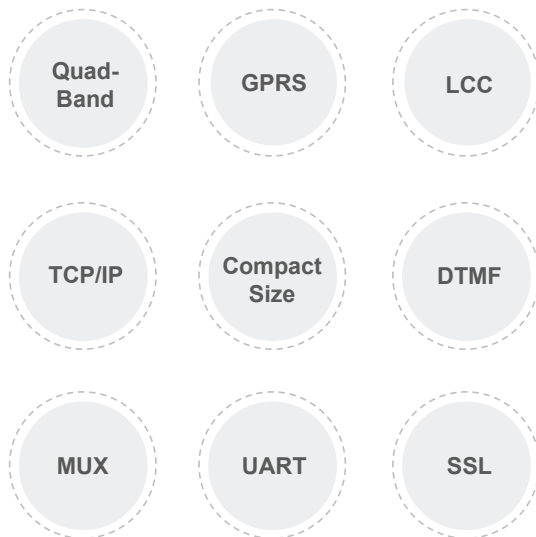 Quad-
Band
GPRS
LCC
TCP/IP
Compact
Size
DTMF
MUX
UART
SSL